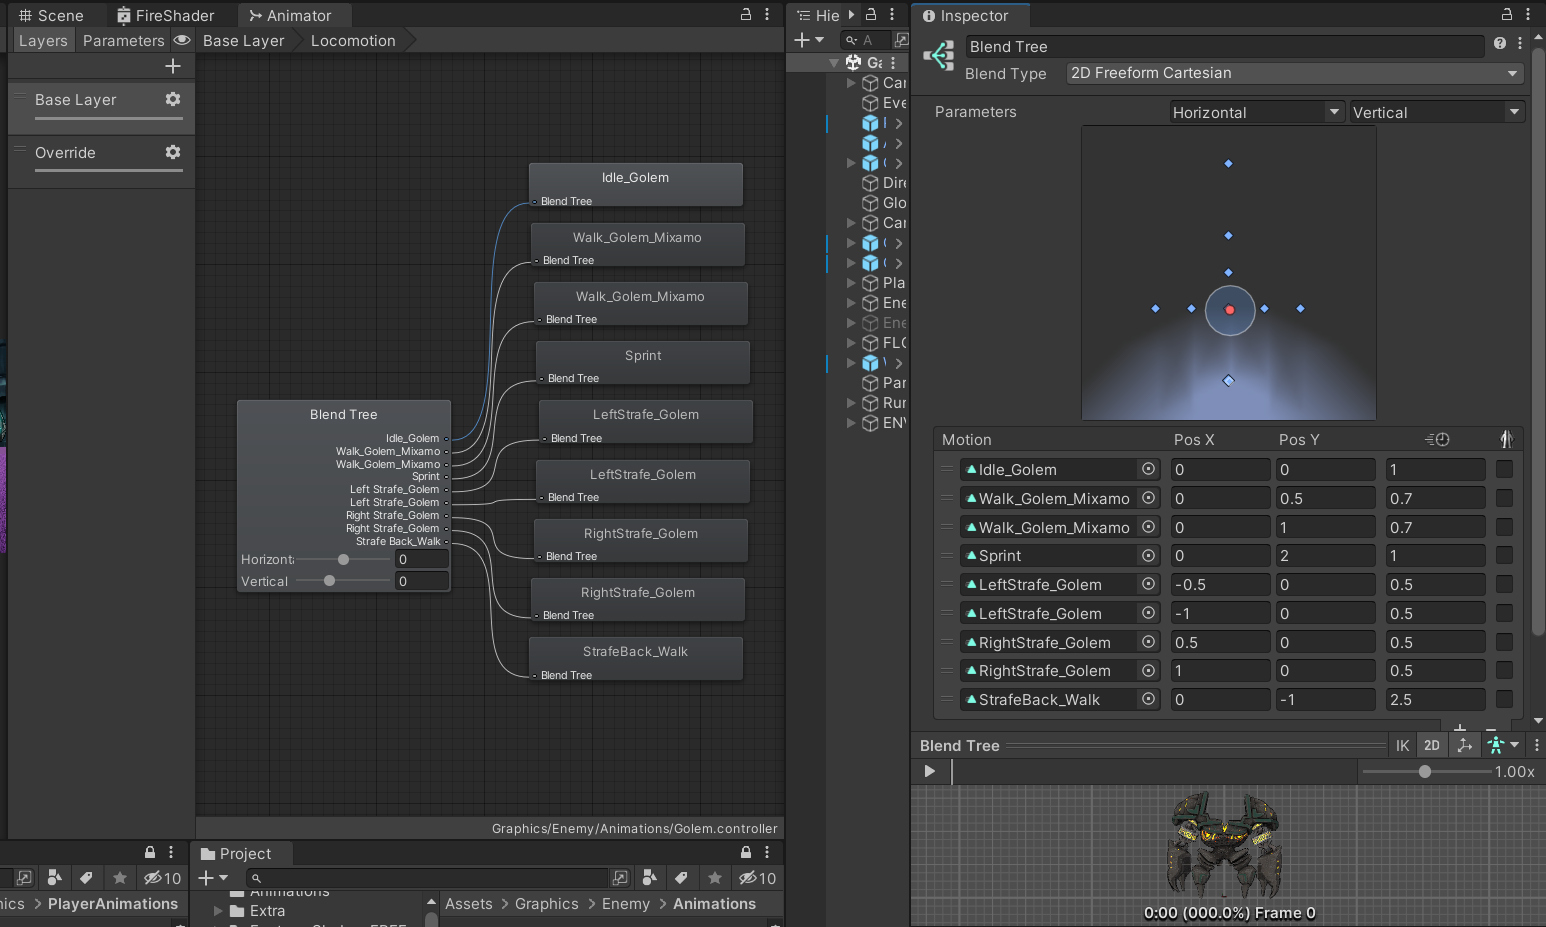 Scene
FireShader
Animator
Layers
Parameters
Base Layer
Locomotion
Base Layer
Override
Idle_Golem
Blend Tree
Walk_Golem_Mixamo
Blend Tree
Walk_Golem_Mixamo
Blend Tree
Sprint
Blend Tree
LeftStrafe_Golem
Blend Tree
LeftStrafe_Golem
Blend Tree
RightStrafe_Golem
Blend Tree
RightStrafe_Golem
Blend Tree
StrafeBack_Walk
Blend Tree
Blend Tree
Idle_Golem
Walk_Golem_Mixamo
Walk_Golem_Mixamo
Sprint
Left Strafe_Golem
Left Strafe_Golem
Right Strafe_Golem
Right Strafe_Golem
Strafe Back_Walk
Horizont
0
Vertical
0
Graphics/Enemy/Animations/Golem.controller
Hie
A
Ga
Car
Eve
Dire
Glo
Car
Pla
Ene
Ene
FLC
Par
Rur
EN
Inspector
Blend Tree
Blend Type
2D Freeform Cartesian
Parameters
Horizontal
Vertical
Motion Pos X Pos Y
Idle_Golem 0 0 1
Walk_Golem_Mixamo 0 0.5 0.7
Walk_Golem_Mixamo 0 1 0.7
Sprint 0 2 1
LeftStrafe_Golem -0.5 0 0.5
LeftStrafe_Golem -1 0 0.5
RightStrafe_Golem 0.5 0 0.5
RightStrafe_Golem 1 0 0.5
StrafeBack_Walk 0 -1 2.5
Blend Tree
IK
2D
1.00x
0:00 (000.0%) Frame 0
10
ics > PlayerAnimations
Project
10
Animations
Extra
Assets > Graphics > Enemy > Animations